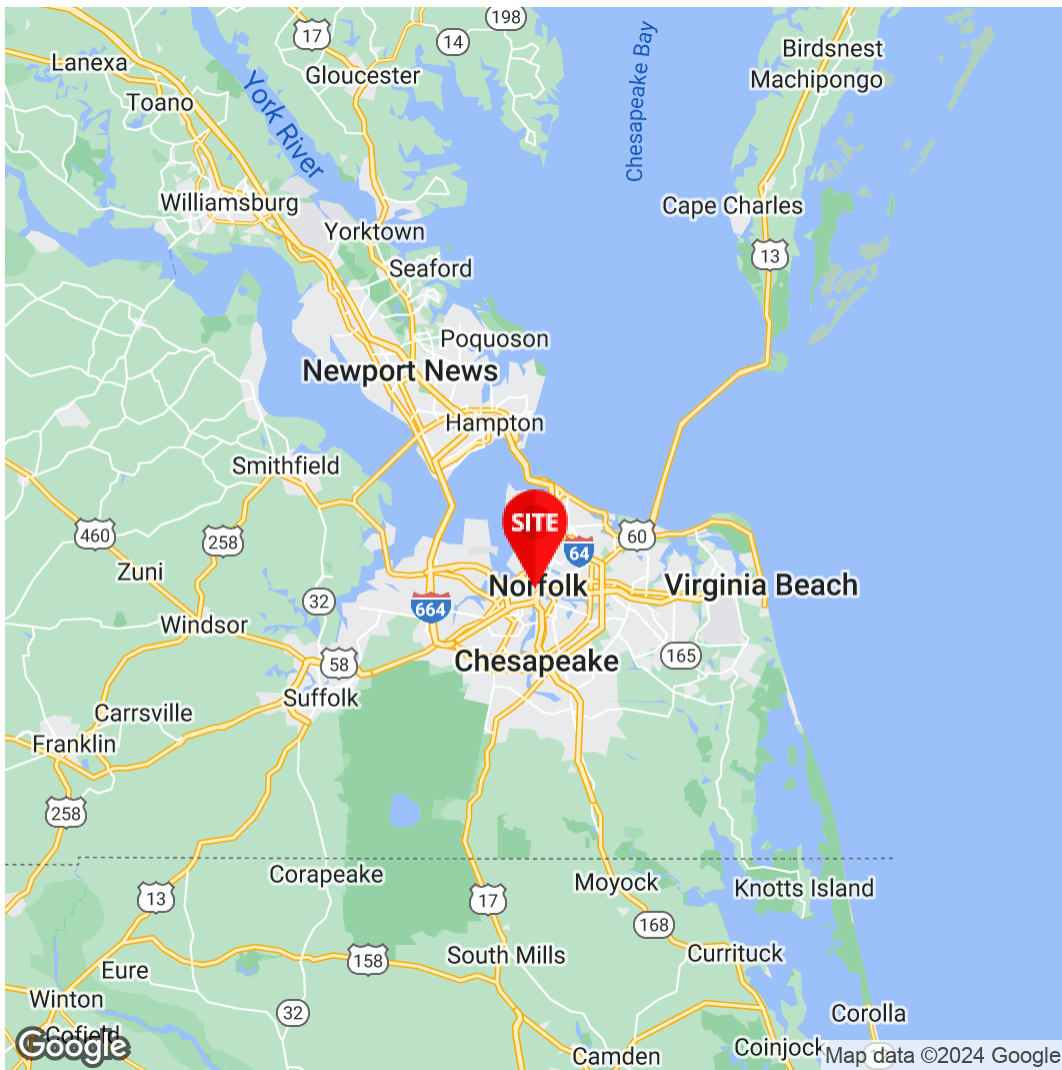 198
17
14
Birdsnest
Machipongo
Lanexa
Gloucester
Toano
York River
Chesapeake Bay
Williamsburg
Cape Charles
Yorktown
13
Seaford
Poquoson
Newport News
Hampton
Smithfield
SITE
460
258
60
64
Zuni
Norfolk
Virginia Beach
32
664
Windsor
58
Chesapeake
165
Suffolk
Carrsville
Franklin
258
Corapeake
Moyock
Knotts Island
13
17
168
South Mills
Currituck
158
Eure
Winton
32
Corolla
Cofield
Google
Camden
Coinjock
Map data ©2024 Google